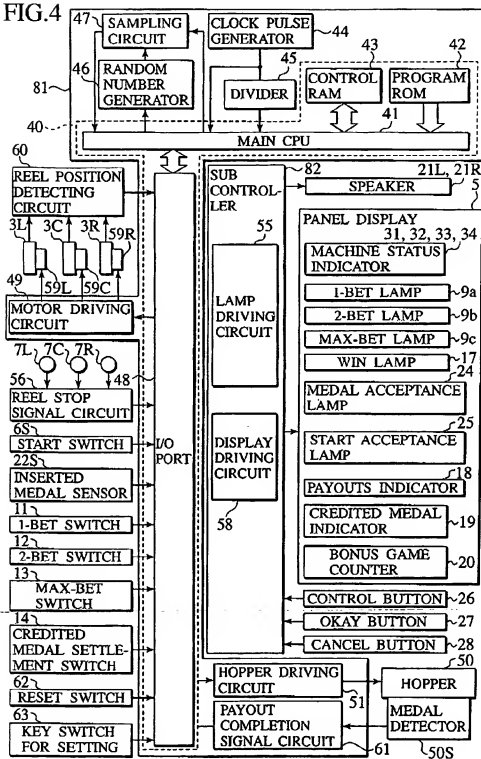 FIG.4
47
SAMPLING
CIRCUIT
CLOCK PULSE
GENERATOR
44
46
RANDOM
NUMBER
GENERATOR
45
DIVIDER
43
CONTROL
RAM
42
PROGRAM
ROM
81
40
41
MAIN CPU
60
REEL POSITION
DETECTING
CIRCUIT
3L
3C
3R
59R
59L
59C
49
MOTOR DRIVING
CIRCUIT
7L
7C
7R
56
48
REEL STOP
SIGNAL CIRCUIT
6S
START SWITCH
22S
INSERTED
MEDAL SENSOR
11
1-BET SWITCH
12
2-BET SWITCH
13
MAX-BET
SWITCH
14
CREDITED
MEDAL SETTLE-
MENT SWITCH
62
RESET SWITCH
63
KEY SWITCH
FOR SETTING
I/O
PORT
82
SUB
CONTROL-
LER
55
LAMP
DRIVING
CIRCUIT
DISPLAY
DRIVING
CIRCUIT
58
21L, 21R
SPEAKER
5
PANEL DISPLAY
31, 32, 33, 34
MACHINE STATUS
INDICATOR
1-BET LAMP
9a
2-BET LAMP
9b
MAX-BET LAMP
9c
WIN LAMP
17
24
MEDAL ACCEPTANCE
LAMP
25
START ACCEPTANCE
LAMP
18
PAYOUTS INDICATOR
CREDITED MEDAL
INDICATOR
19
BONUS GAME
COUNTER
20
CONTROL BUTTON
26
OKAY BUTTON
27
CANCEL BUTTON
28
HOPPER DRIVING
CIRCUIT
51
50
HOPPER
PAYOUT
COMPLETION
SIGNAL CIRCUIT
61
MEDAL
DETECTOR
50S